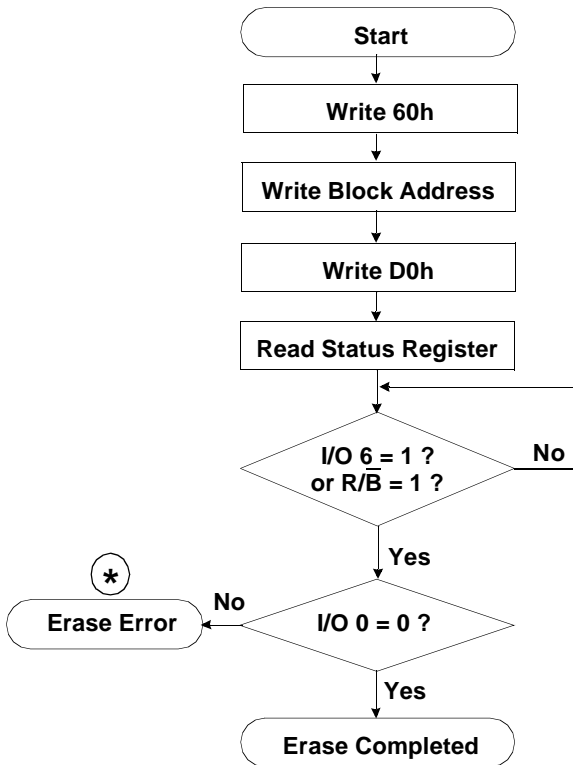 Start
Write 60h
Write Block Address
Write D0h
Read Status Register
I/O 6 = 1 ?
or R/B̅ = 1 ?
No
Yes
*
No
Erase Error
I/O 0 = 0 ?
Yes
Erase Completed